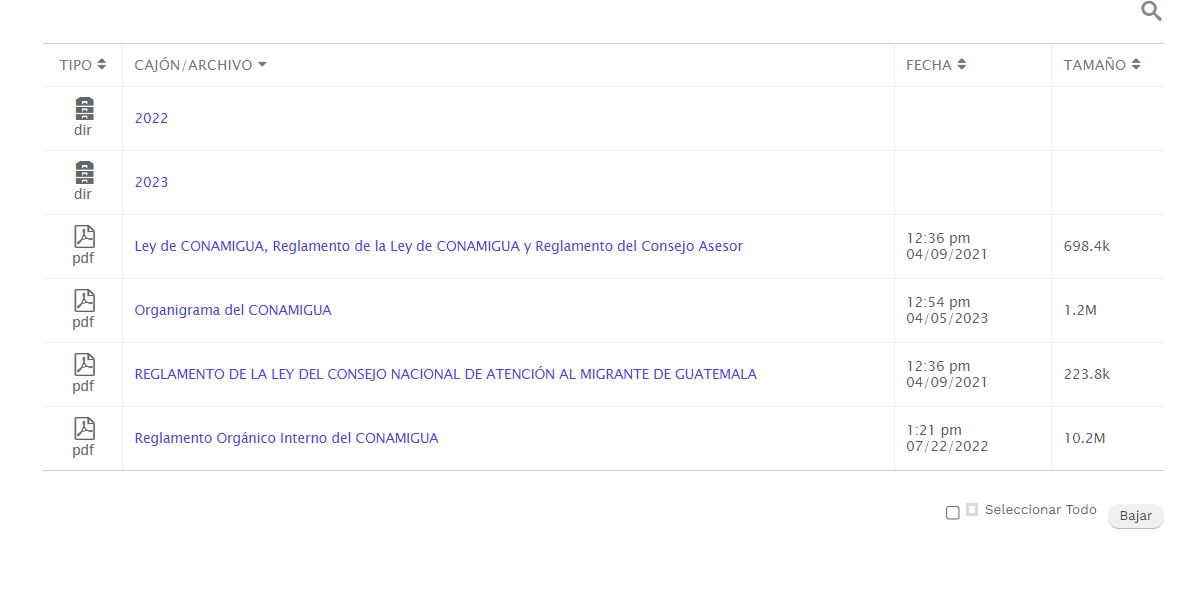 TIPO CAJÓN/ARCHIVO FECHA TAMAÑO
dir 2022
dir 2023
pdf Ley de CONAMIGUA, Reglamento de la Ley de CONAMIGUA y Reglamento del Consejo Asesor 12:36 pm 04/09/2021 698.4k
pdf Organigrama del CONAMIGUA 12:54 pm 04/05/2023 1.2M
pdf REGLAMENTO DE LA LEY DEL CONSEJO NACIONAL DE ATENCIÓN AL MIGRANTE DE GUATEMALA 12:36 pm 04/09/2021 223.8k
pdf Reglamento Orgánico Interno del CONAMIGUA 1:21 pm 07/22/2022 10.2M
Seleccionar Todo Bajar